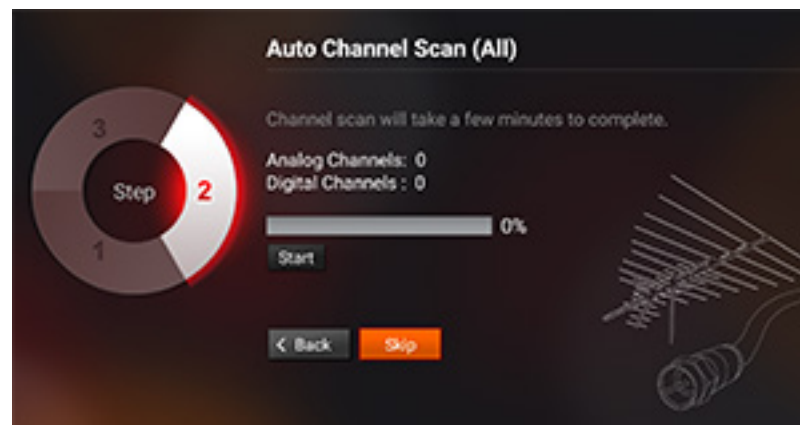 Auto Channel Scan (All)
Channel scan will take a few minutes to complete.
Analog Channels: 0
Digital Channels : 0
0%
Start
< Back
Skip
3
Step
2
1